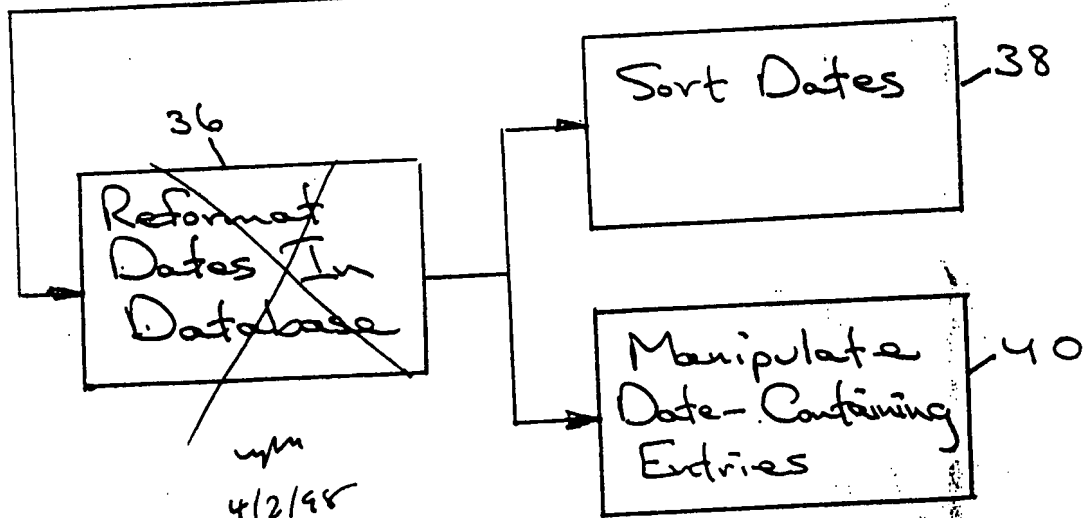 36
Reformat
Dates In
Database
4/2/98
Sort Dates
38
Manipulate
Date-Containing
Entries
40